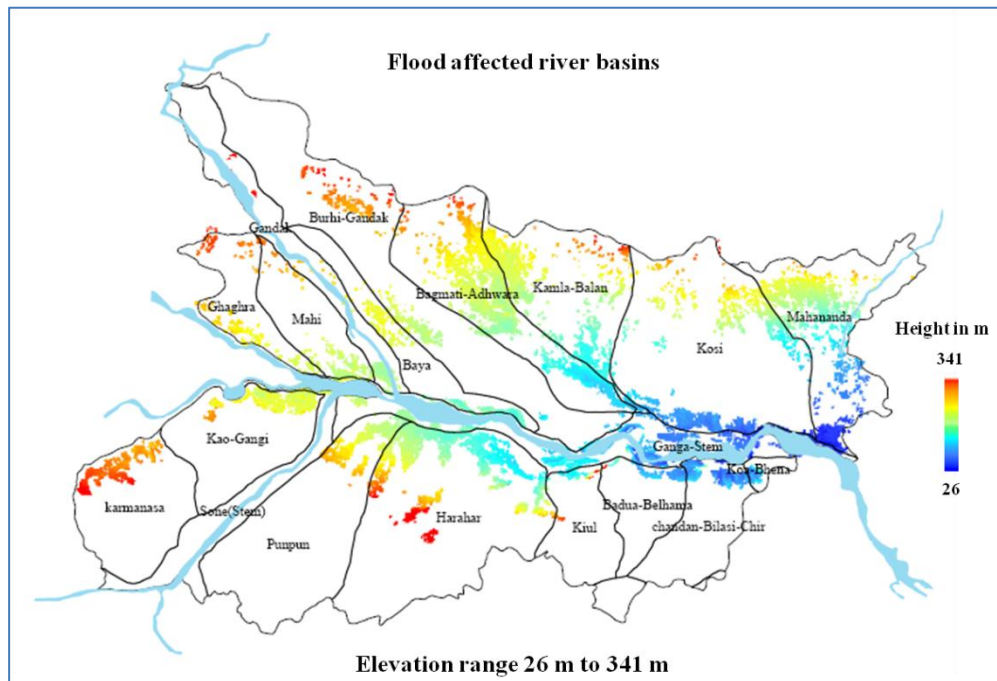 Flood affected river basins
Burhi-Gandak
Gandak
Ghaghra
Mahi
Bagmati-Adhwara
Kamla-Balan
Mahananda
Kosi
Baya
Height in m
341
26
Kao-Gangi
Ganga-Stem
Koa-Bhena
karmanasa
Sone(Stem)
Punpun
Harahar
Kiul
Badua-Belhama
chandan-Bilasi-Chir
Elevation range 26 m to 341 m